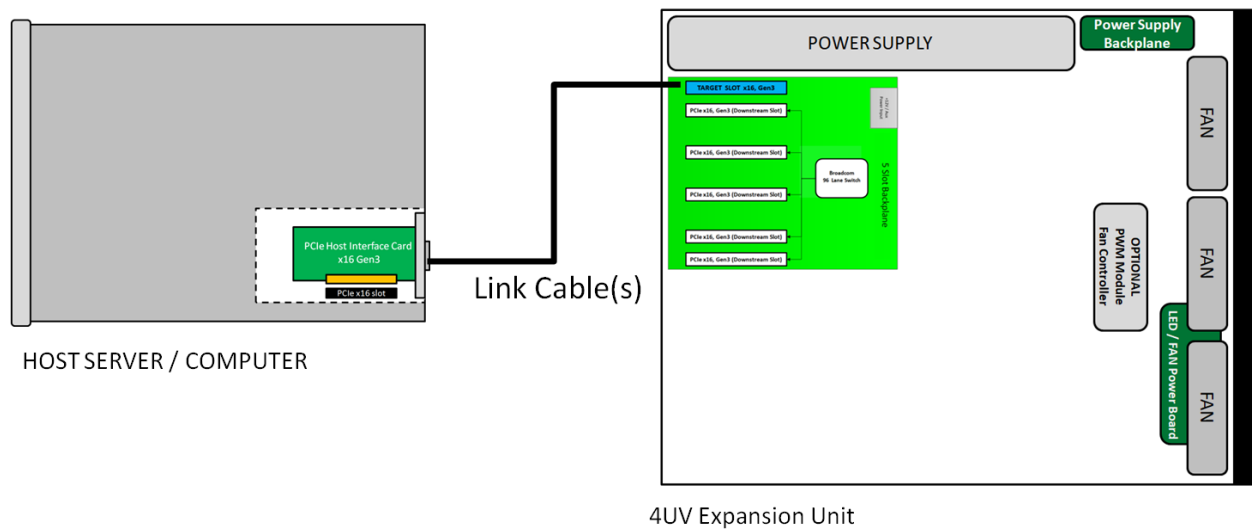 POWER SUPPLY
Power Supply
Backplane
TARGET SLOT x16, Gen3
PCIe x16, Gen3 (Downstream Slot)
PCIe x16, Gen3 (Downstream Slot)
PCIe x16, Gen3 (Downstream Slot)
PCIe x16, Gen3 (Downstream Slot)
PCIe x16, Gen3 (Downstream Slot)
Broadcom
96 Lane Switch
5 Slot Backplane
FAN
FAN
FAN
OPTIONAL
PWM Module
Fan Controller
LED / FAN Power Board
PCIe Host Interface Card
x16 Gen3
PCIe x16 slot
Link Cable(s)
HOST SERVER / COMPUTER
4UV Expansion Unit